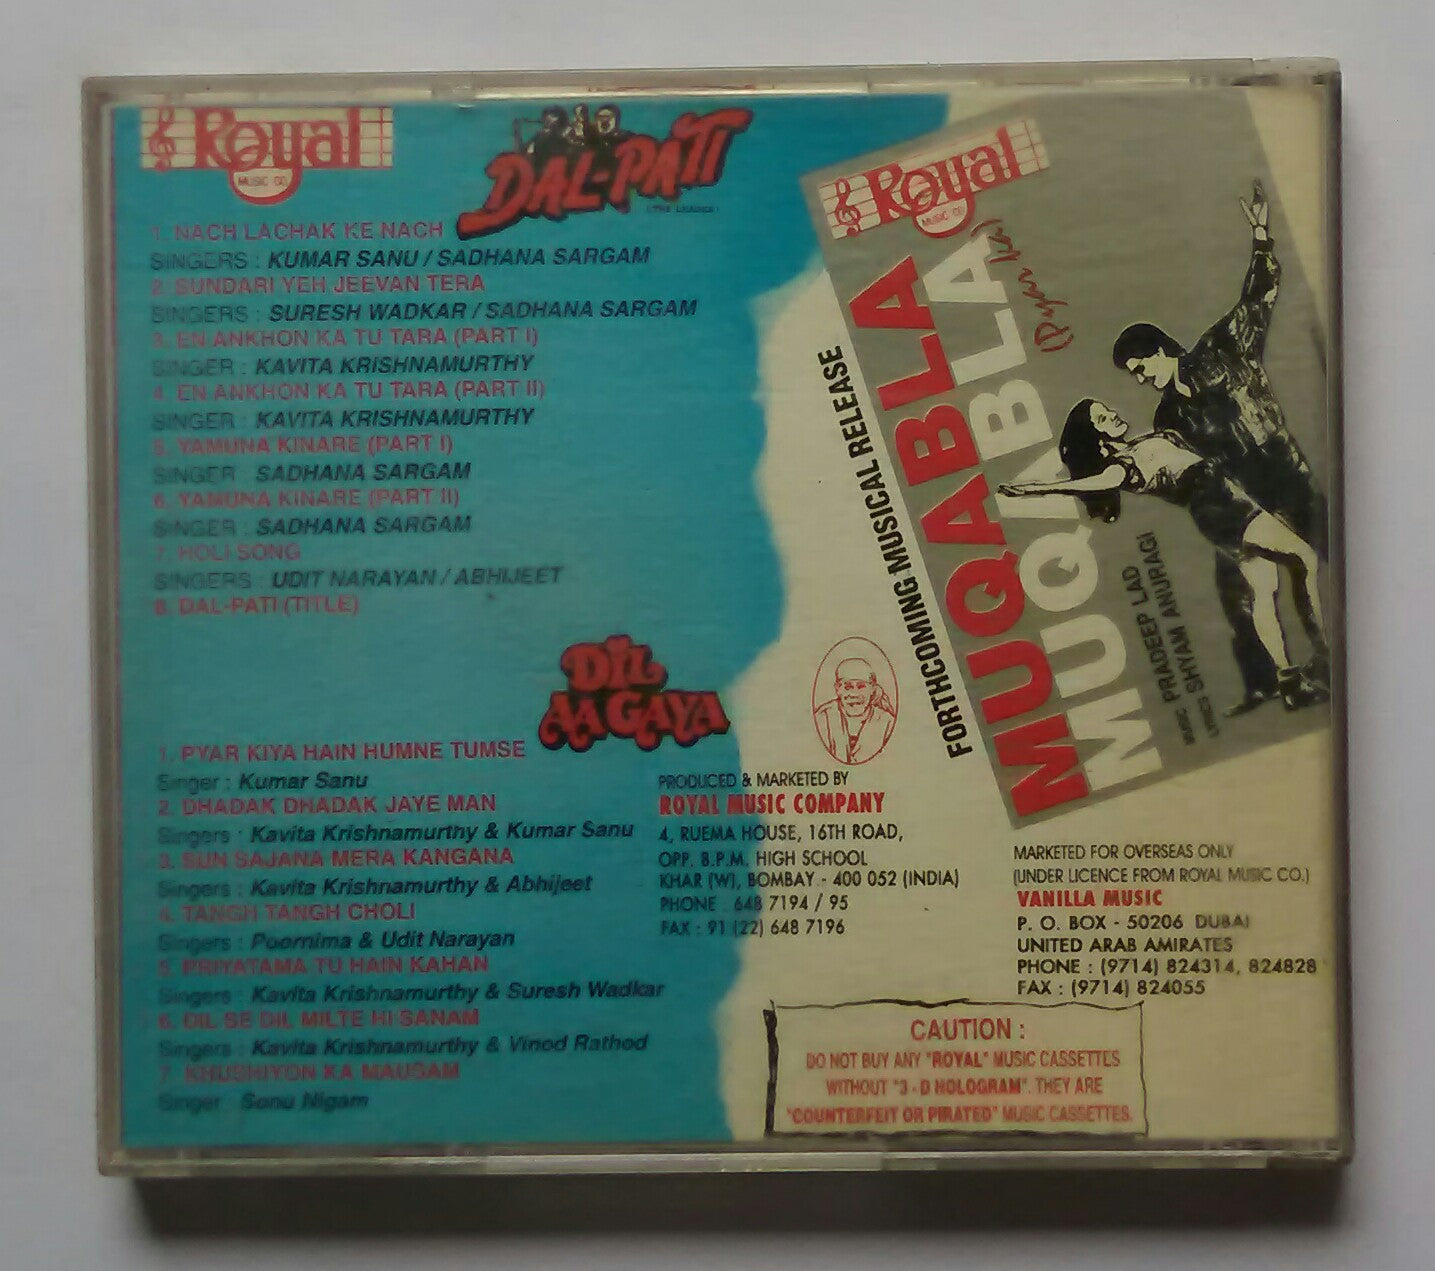 Royal
MUSIC CO
DAL-PATI
(THE LEADER)
1. NACH LACHAK KE NACH
SINGERS : KUMAR SANU / SADHANA SARGAM
2. SUNDARI YEH JEEVAN TERA
SINGERS : SURESH WADKAR / SADHANA SARGAM
3. EN ANKHON KA TU TARA (PART I)
SINGER : KAVITA KRISHNAMURTHY
4. EN ANKHON KA TU TARA (PART II)
SINGER : KAVITA KRISHNAMURTHY
5. YAMUNA KINARE (PART I)
SINGER : SADHANA SARGAM
6. YAMUNA KINARE (PART II)
SINGER : SADHANA SARGAM
7. HOLI SONG
SINGERS : UDIT NARAYAN / ABHIJEET
8. DAL-PATI (TITLE)
DIL
AA GAYA
1. PYAR KIYA HAIN HUMNE TUMSE
Singer : Kumar Sanu
2. DHADAK DHADAK JAYE MAN
Singers : Kavita Krishnamurthy & Kumar Sanu
3. SUN SAJANA MERA KANGANA
Singers : Kavita Krishnamurthy & Abhijeet
4. TANGH TANGH CHOLI
Singers : Poornima & Udit Narayan
5. PRIYATAMA TU HAIN KAHAN
Singers : Kavita Krishnamurthy & Suresh Wadkar
6. DIL SE DIL MILTE HI SANAM
Singers : Kavita Krishnamurthy & Vinod Rathod
7. KHUSHIYON KA MAUSAM
Singer : Sonu Nigam
FORTHCOMING MUSICAL RELEASE
Royal
MUSIC CO
MUQABLA
MUQABLA
(Pyar ka)
MUSIC PRADEEP LAD
LYRICS SHYAM ANURAGI
PRODUCED & MARKETED BY
ROYAL MUSIC COMPANY
4, RUEMA HOUSE, 16TH ROAD,
OPP. B.P.M. HIGH SCHOOL
KHAR (W), BOMBAY - 400 052 (INDIA)
PHONE : 648 7194 / 95
FAX : 91 (22) 648 7196
MARKETED FOR OVERSEAS ONLY
(UNDER LICENCE FROM ROYAL MUSIC CO.)
VANILLA MUSIC
P. O. BOX - 50206 DUBAI
UNITED ARAB AMIRATES
PHONE : (9714) 824314, 824828
FAX : (9714) 824055
CAUTION :
DO NOT BUY ANY "ROYAL" MUSIC CASSETTES
WITHOUT "3 - D HOLOGRAM". THEY ARE
"COUNTERFEIT OR PIRATED" MUSIC CASSETTES.